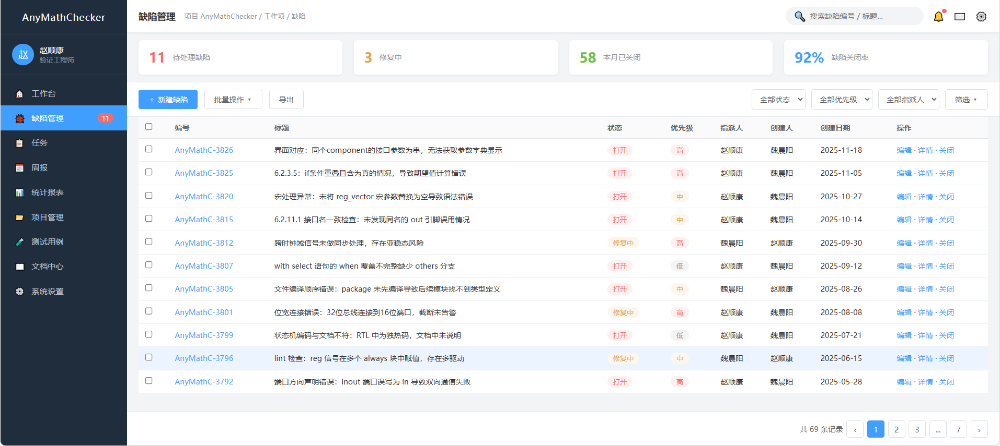 AnyMathChecker
赵
赵顺康
验证工程师
工作台
缺陷管理 11
任务
周报
统计报表
项目管理
测试用例
文档中心
系统设置
缺陷管理 项目 AnyMathChecker / 工作项 / 缺陷
搜索缺陷编号 / 标题...
11 待处理缺陷
3 修复中
58 本月已关闭
92% 缺陷关闭率
+ 新建缺陷 批量操作 ▾ 导出 全部状态 全部优先级 全部指派人 筛选 ▾
编号 标题 状态 优先级 指派人 创建人 创建日期 操作
AnyMathC-3826 界面对应：同个component的接口参数为串，无法获取参数字典显示 打开 高 赵顺康 魏晨阳 2025-11-18 编辑 · 详情 · 关闭
AnyMathC-3825 6.2.3.5：if条件重叠且含为真的情况，导致期望值计算错误 打开 高 赵顺康 魏晨阳 2025-11-05 编辑 · 详情 · 关闭
AnyMathC-3820 宏处理异常：未将 reg_vector 宏参数替换为空导致语法错误 打开 中 赵顺康 魏晨阳 2025-10-27 编辑 · 详情 · 关闭
AnyMathC-3815 6.2.11.1 接口名一致检查：未发现同名的 out 引脚误用情况 打开 中 赵顺康 魏晨阳 2025-10-14 编辑 · 详情 · 关闭
AnyMathC-3812 跨时钟域信号未做同步处理，存在亚稳态风险 修复中 高 魏晨阳 赵顺康 2025-09-30 编辑 · 详情 · 关闭
AnyMathC-3807 with select 语句的 when 覆盖不完整缺少 others 分支 打开 低 赵顺康 魏晨阳 2025-09-12 编辑 · 详情 · 关闭
AnyMathC-3805 文件编译顺序错误：package 未先编译导致后续模块找不到类型定义 打开 中 魏晨阳 赵顺康 2025-08-26 编辑 · 详情 · 关闭
AnyMathC-3801 位宽连接错误：32位总线连接到16位端口，截断未告警 修复中 高 赵顺康 魏晨阳 2025-08-08 编辑 · 详情 · 关闭
AnyMathC-3799 状态机编码与文档不符：RTL 中为独热码，文档中未说明 打开 低 赵顺康 魏晨阳 2025-07-21 编辑 · 详情 · 关闭
AnyMathC-3796 lint 检查：reg 信号在多个 always 块中赋值，存在多驱动 修复中 中 魏晨阳 赵顺康 2025-06-15 编辑 · 详情 · 关闭
AnyMathC-3792 端口方向声明错误：inout 端口误写为 in 导致双向通信失败 打开 高 赵顺康 魏晨阳 2025-05-28 编辑 · 详情 · 关闭
共 69 条记录 ‹ 1 2 3 ... 7 ›